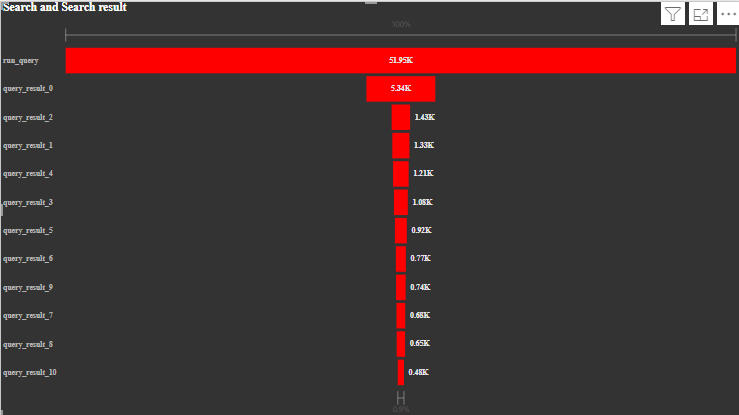 Search and Search result
100%
run_query 51.95K
query_result_0 5.34K
query_result_2 1.43K
query_result_1 1.33K
query_result_4 1.21K
query_result_3 1.08K
query_result_5 0.92K
query_result_6 0.77K
query_result_9 0.74K
query_result_7 0.68K
query_result_8 0.65K
query_result_10 0.48K
0.9%